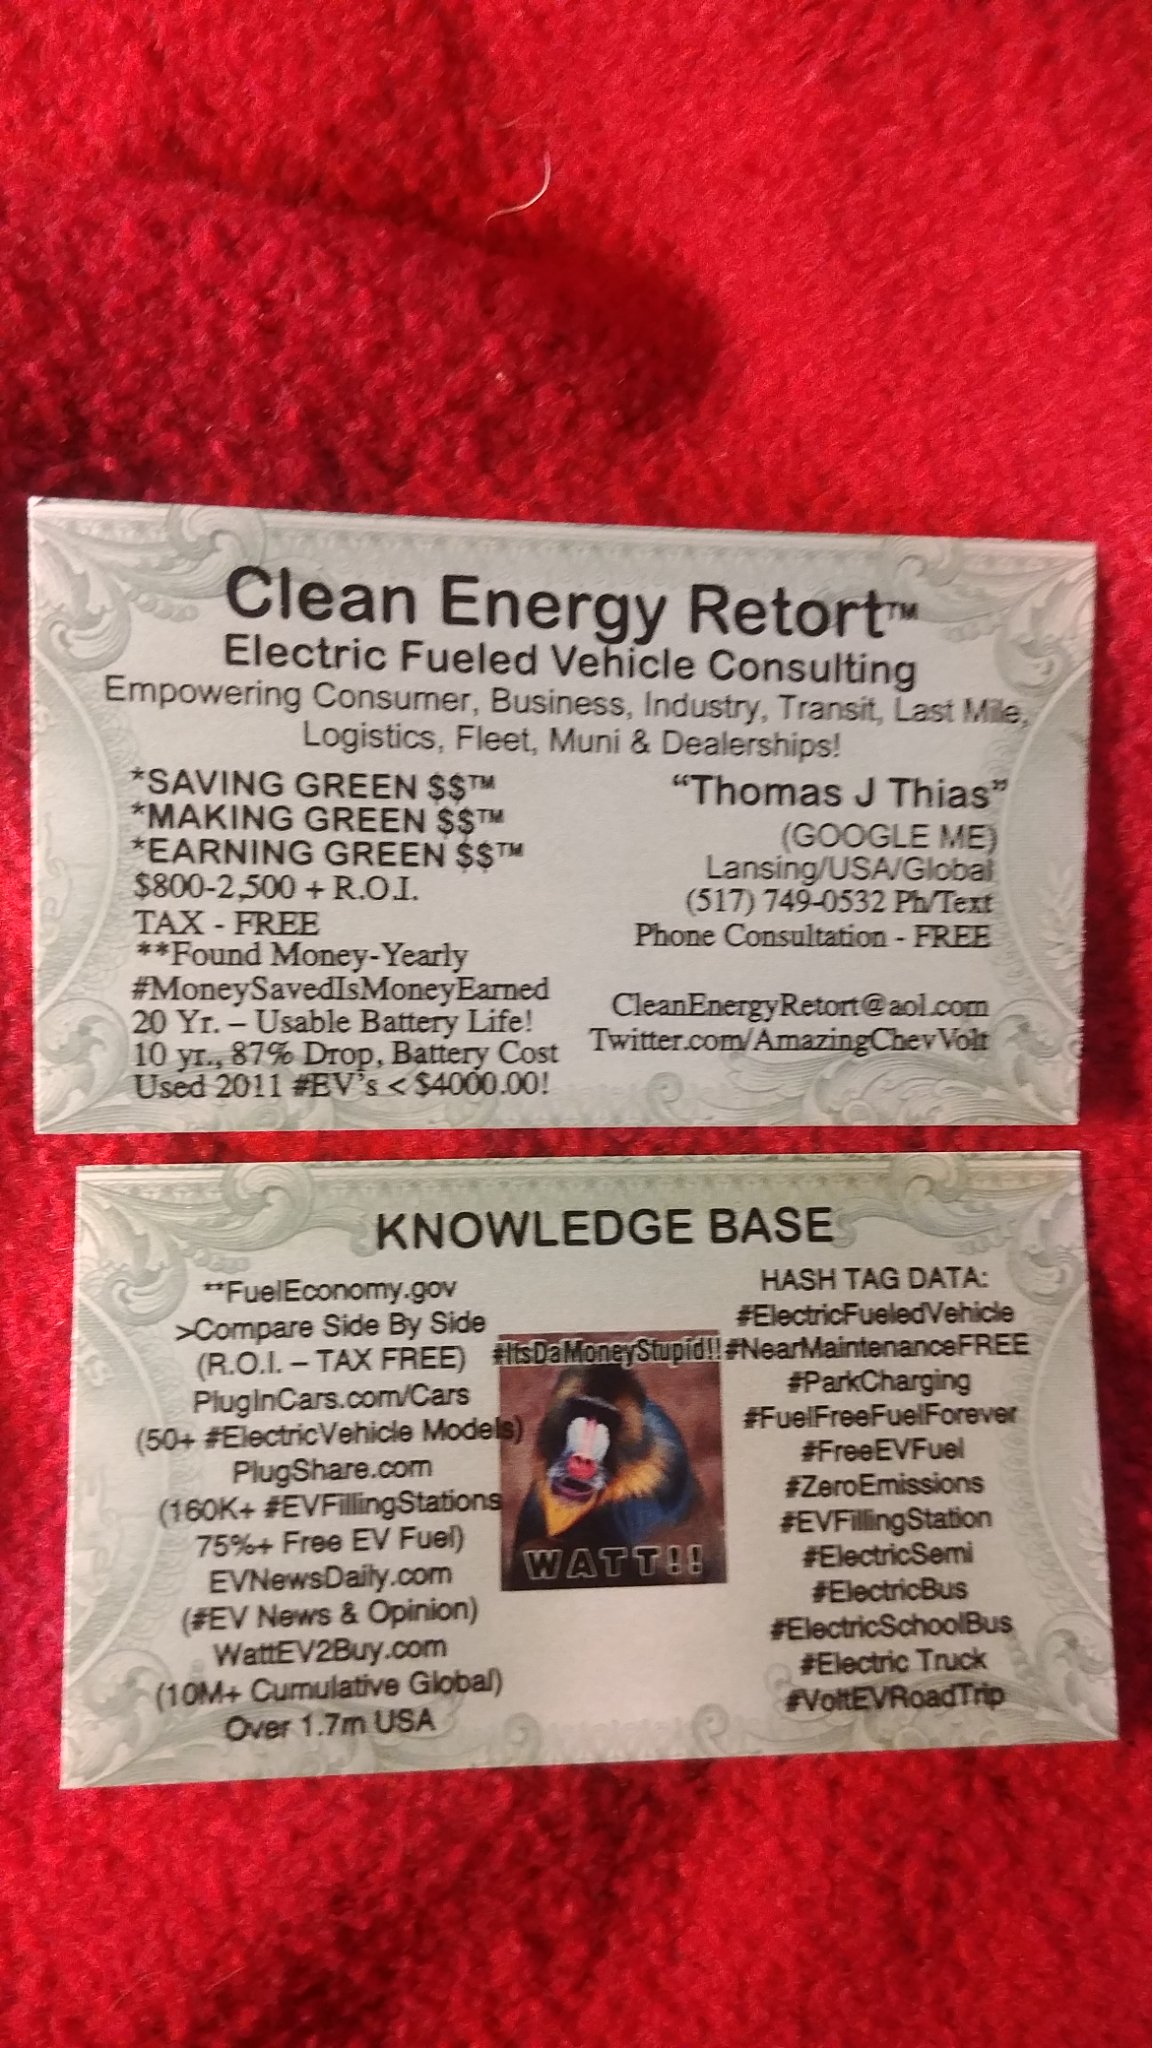 Clean Energy Retort™
Electric Fueled Vehicle Consulting
Empowering Consumer, Business, Industry, Transit, Last Mile,
Logistics, Fleet, Muni & Dealerships!
*SAVING GREEN $$™
*MAKING GREEN $$™
*EARNING GREEN $$™
$800-2,500 + R.O.I.
TAX - FREE
**Found Money-Yearly
#MoneySavedIsMoneyEarned
20 Yr. – Usable Battery Life!
10 yr., 87% Drop, Battery Cost
Used 2011 #EV's < $4000.00!
"Thomas J Thias"
(GOOGLE ME)
Lansing/USA/Global
(517) 749-0532 Ph/Text
Phone Consultation - FREE
CleanEnergyRetort@aol.com
Twitter.com/AmazingChevVolt
KNOWLEDGE BASE
**FuelEconomy.gov
>Compare Side By Side
(R.O.I. – TAX FREE)
PlugInCars.com/Cars
(50+ #ElectricVehicle Models)
PlugShare.com
(160K+ #EVFillingStations
75%+ Free EV Fuel)
EVNewsDaily.com
(#EV News & Opinion)
WattEV2Buy.com
(10M+ Cumulative Global)
Over 1.7m USA
#ItsDaMoneyStupid!!
WATT!!
HASH TAG DATA:
#ElectricFueledVehicle
#NearMaintenanceFREE
#ParkCharging
#FuelFreeFuelForever
#FreeEVFuel
#ZeroEmissions
#EVFillingStation
#ElectricSemi
#ElectricBus
#ElectricSchoolBus
#Electric Truck
#VoltEVRoadTrip